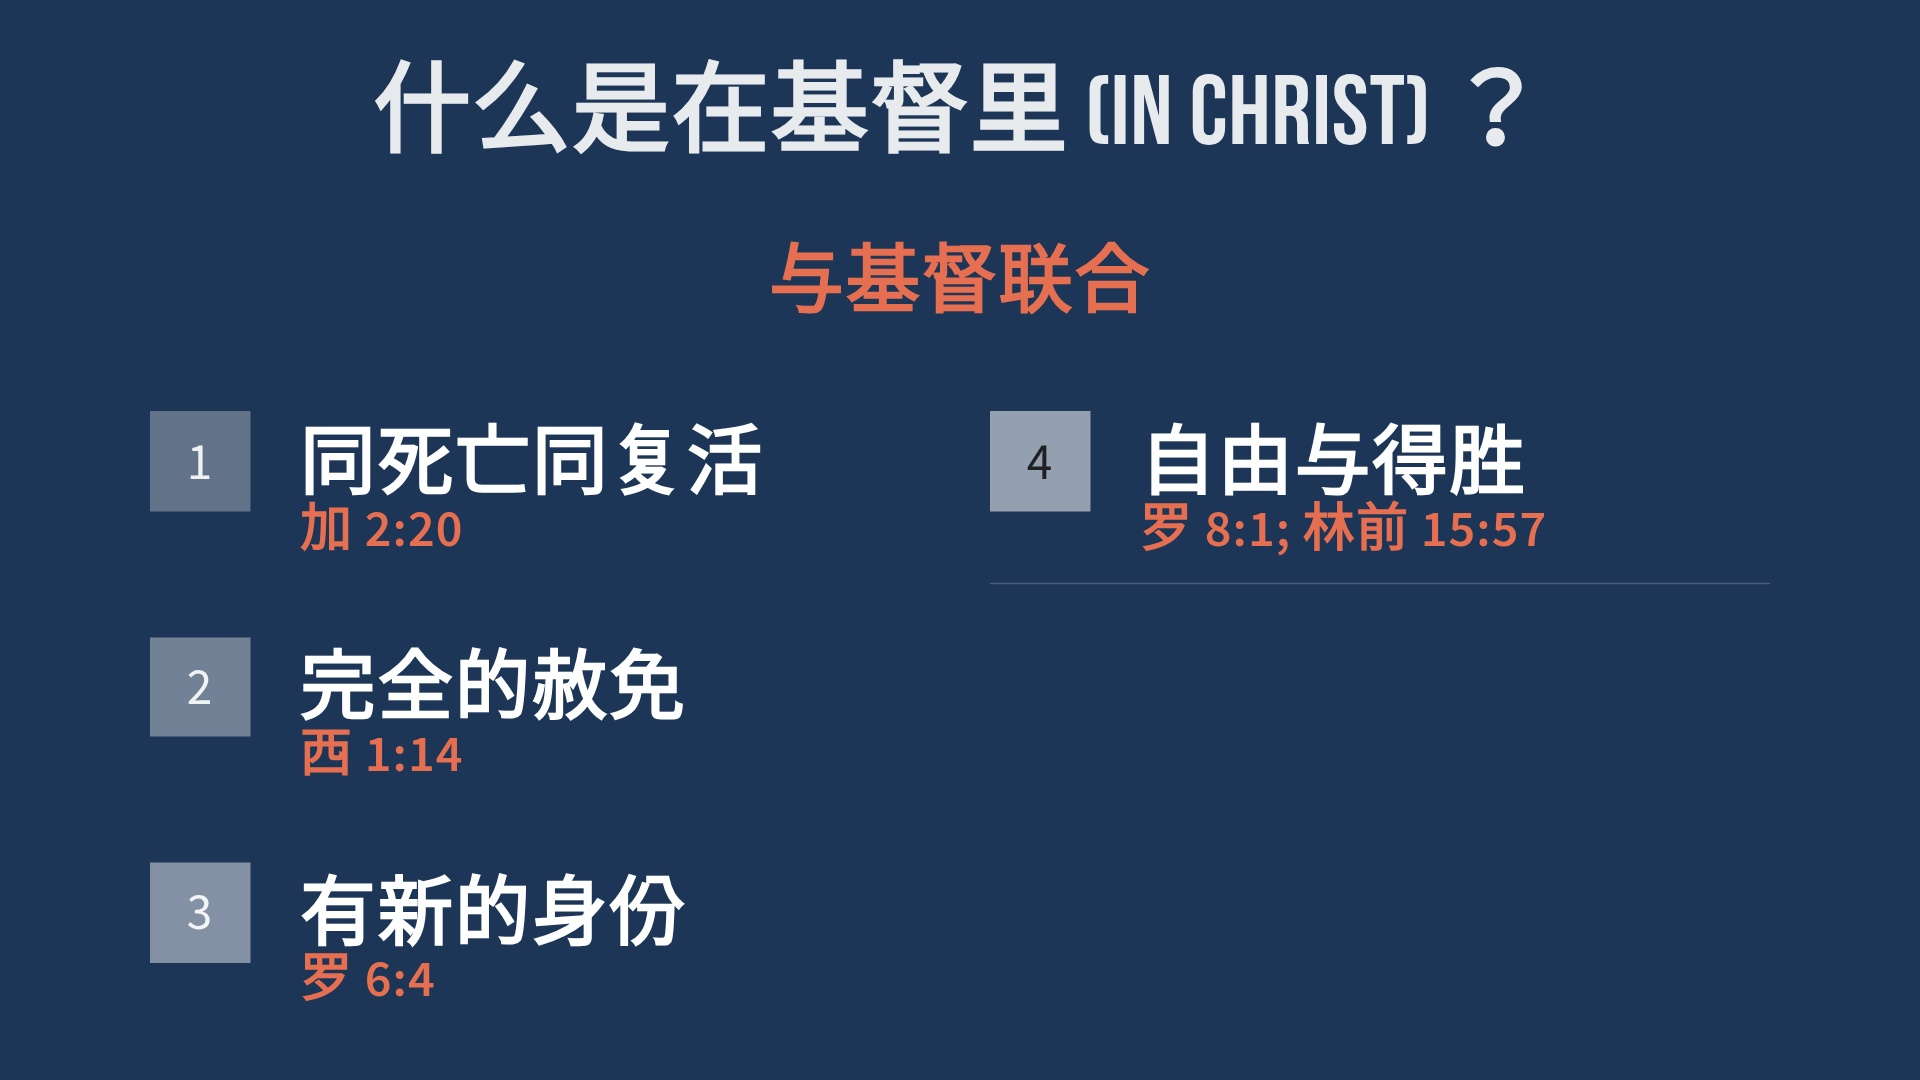 什么是在基督里 (IN CHRIST) ？
与基督联合
1
同死亡同复活
加 2:20
2
完全的赦免
西 1:14
3
有新的身份
罗 6:4
4
自由与得胜
罗 8:1; 林前 15:57